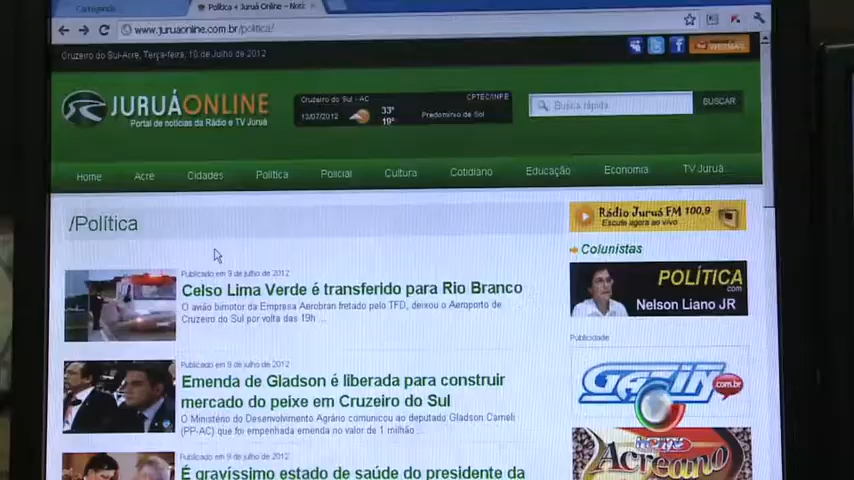 Política « Juruá Online – Notí
www.juruaonline.com.br/politica/
Cruzeiro do Sul-Acre, Terça-feira, 10 de Julho de 2012
WEBMAIL
JURUÁONLINE
Portal de notícias da Rádio e TV Juruá
Cruzeiro do Sul - AC
CPTEC/INPE
13/07/2012
33°
19°
Predomínio de Sol
Busca rápida
BUSCAR
Home Acre Cidades Política Policial Cultura Cotidiano Educação Economia TV Juruá
/Política
Rádio Juruá FM 100,9
Escute agora ao vivo
Colunistas
POLÍTICA
.com
Nelson Liano JR
Publicidade
GAZIN
.com.br
Acreano
Publicado em 9 de julho de 2012
Celso Lima Verde é transferido para Rio Branco
O avião bimotor da Empresa Aerobran fretado pelo TFD, deixou o Aeroporto de
Cruzeiro do Sul por volta das 19h ...
Publicado em 9 de julho de 2012
Emenda de Gladson é liberada para construir
mercado do peixe em Cruzeiro do Sul
O Ministério do Desenvolvimento Agrário comunicou ao deputado Gladson Cameli
(PP-AC) que foi empenhada emenda no valor de 1 milhão ...
Publicado em 9 de julho de 2012
É gravíssimo estado de saúde do presidente da